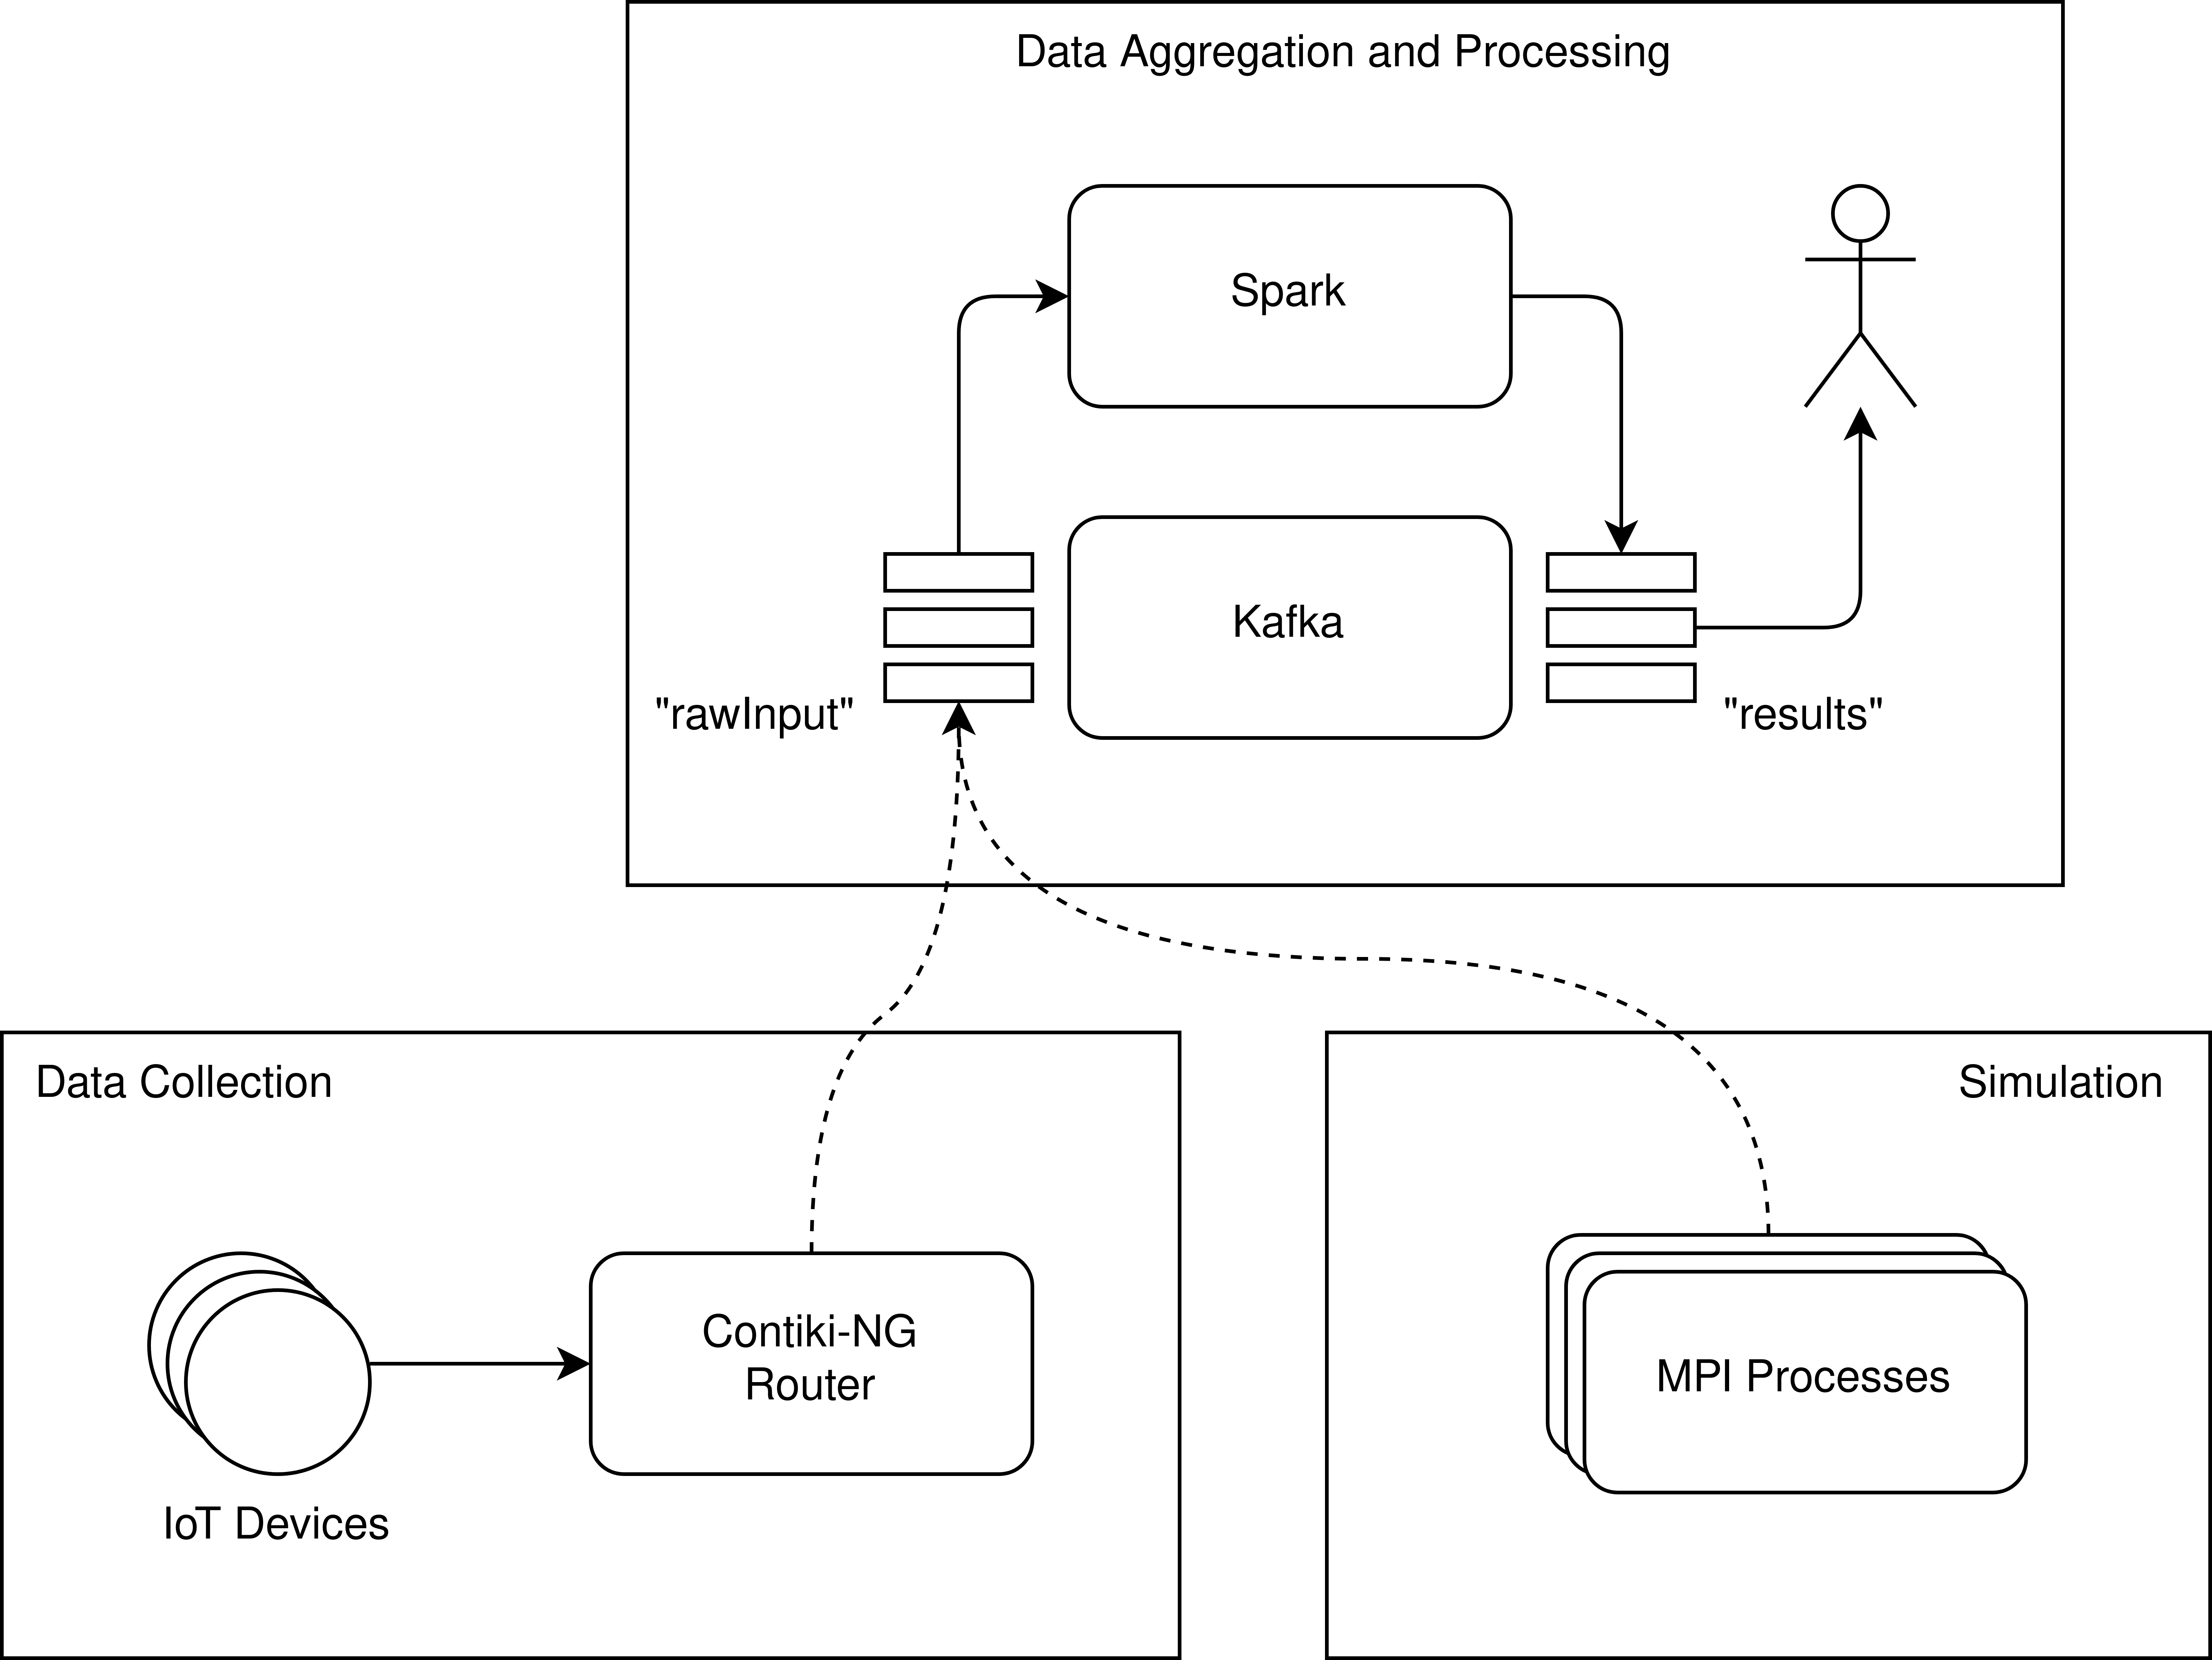 Data Aggregation and Processing
Spark
Kafka
"rawInput"
"results"
Data Collection
Simulation
Contiki-NG
Router
MPI Processes
IoT Devices